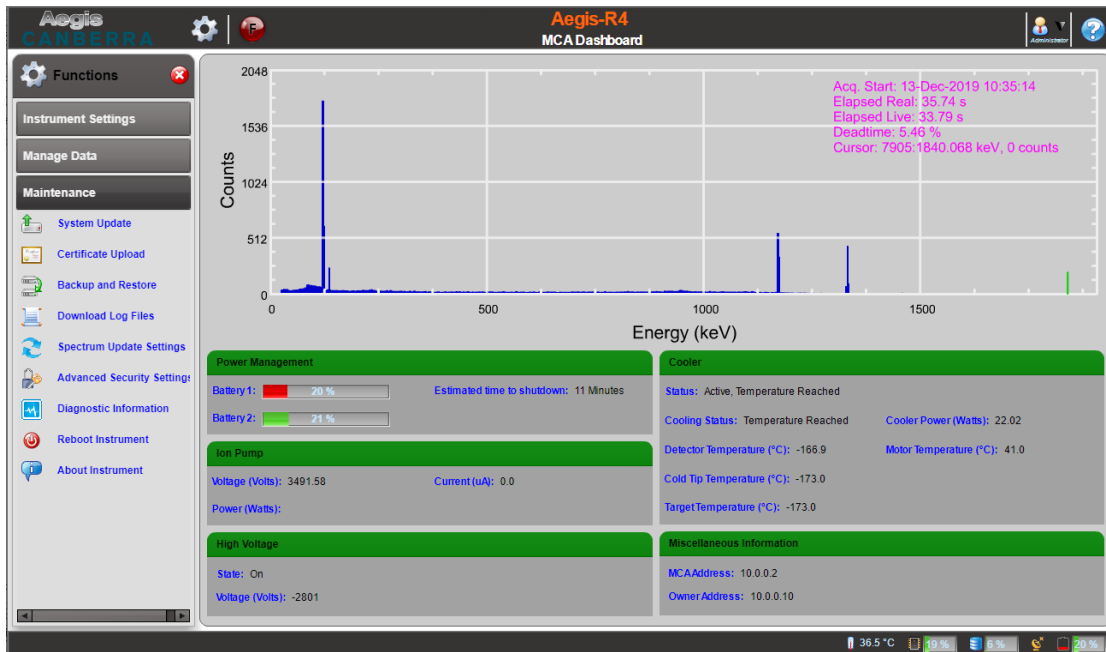 Aegis
CANBERRA
F
Aegis-R4
MCA Dashboard
Administrator
?
Functions
Instrument Settings
Manage Data
Maintenance
System Update
Certificate Upload
Backup and Restore
Download Log Files
Spectrum Update Settings
Advanced Security Settings
Diagnostic Information
Reboot Instrument
About Instrument
2048
1536
1024
512
0
Counts
0 500 1000 1500
Energy (keV)
Acq. Start: 13-Dec-2019 10:35:14
Elapsed Real: 35.74 s
Elapsed Live: 33.79 s
Deadtime: 5.46 %
Cursor: 7905:1840.068 keV, 0 counts
Power Management
Battery 1: 20 % Estimated time to shutdown: 11 Minutes
Battery 2: 21 %
Ion Pump
Voltage (Volts): 3491.58 Current (uA): 0.0
Power (Watts):
High Voltage
State: On
Voltage (Volts): -2801
Cooler
Status: Active, Temperature Reached
Cooling Status: Temperature Reached Cooler Power (Watts): 22.02
Detector Temperature (°C): -166.9 Motor Temperature (°C): 41.0
Cold Tip Temperature (°C): -173.0
Target Temperature (°C): -173.0
Miscellaneous Information
MCA Address: 10.0.0.2
Owner Address: 10.0.0.10
36.5 °C 19 % 6 % 20 %